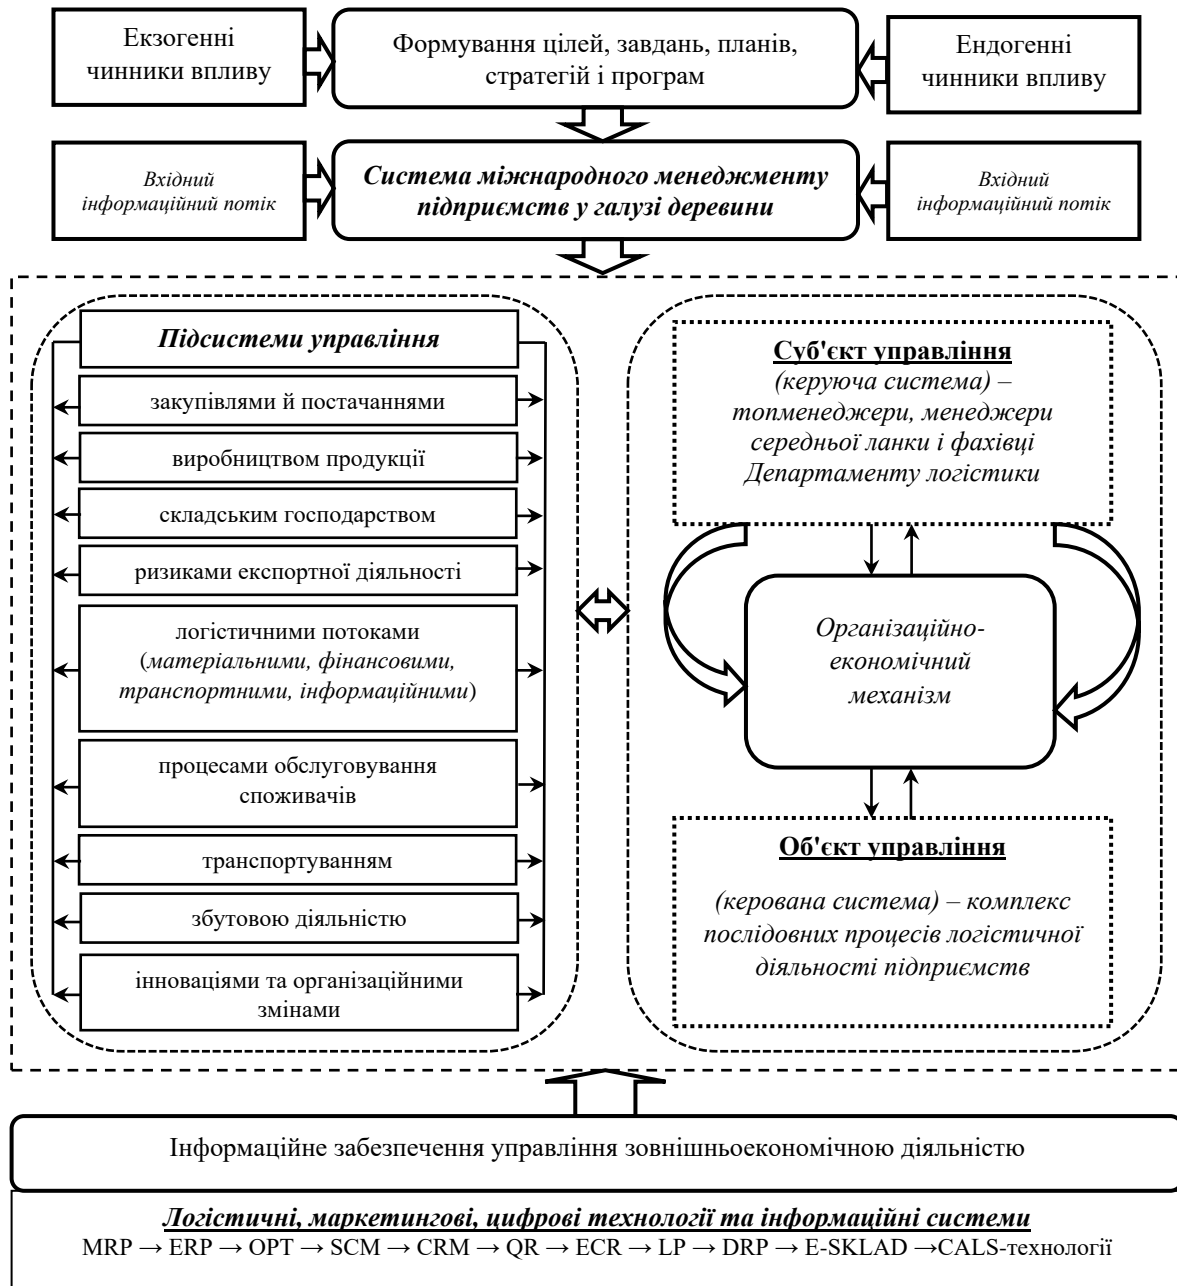 Екзогенні
чинники впливу
Формування цілей, завдань, планів,
стратегій і програм
Ендогенні
чинники впливу
Вхідний
інформаційний потік
Система міжнародного менеджменту
підприємств у галузі деревини
Вхідний
інформаційний потік
Підсистеми управління
закупівлями й постачаннями
виробництвом продукції
складським господарством
ризиками експортної діяльності
логістичними потоками
(матеріальними, фінансовими,
транспортними, інформаційними)
процесами обслуговування
споживачів
транспортуванням
збутовою діяльністю
інноваціями та організаційними
змінами
Суб'єкт управління
(керуюча система) –
топменеджери, менеджери
середньої ланки і фахівці
Департаменту логістики
Організаційно-
економічний
механізм
Об'єкт управління
(керована система) – комплекс
послідовних процесів логістичної
діяльності підприємств
Інформаційне забезпечення управління зовнішньоекономічною діяльністю
Логістичні, маркетингові, цифрові технології та інформаційні системи
MRP → ERP → OPT → SCM → CRM → QR → ECR → LP → DRP → E-SKLAD →CALS-технології